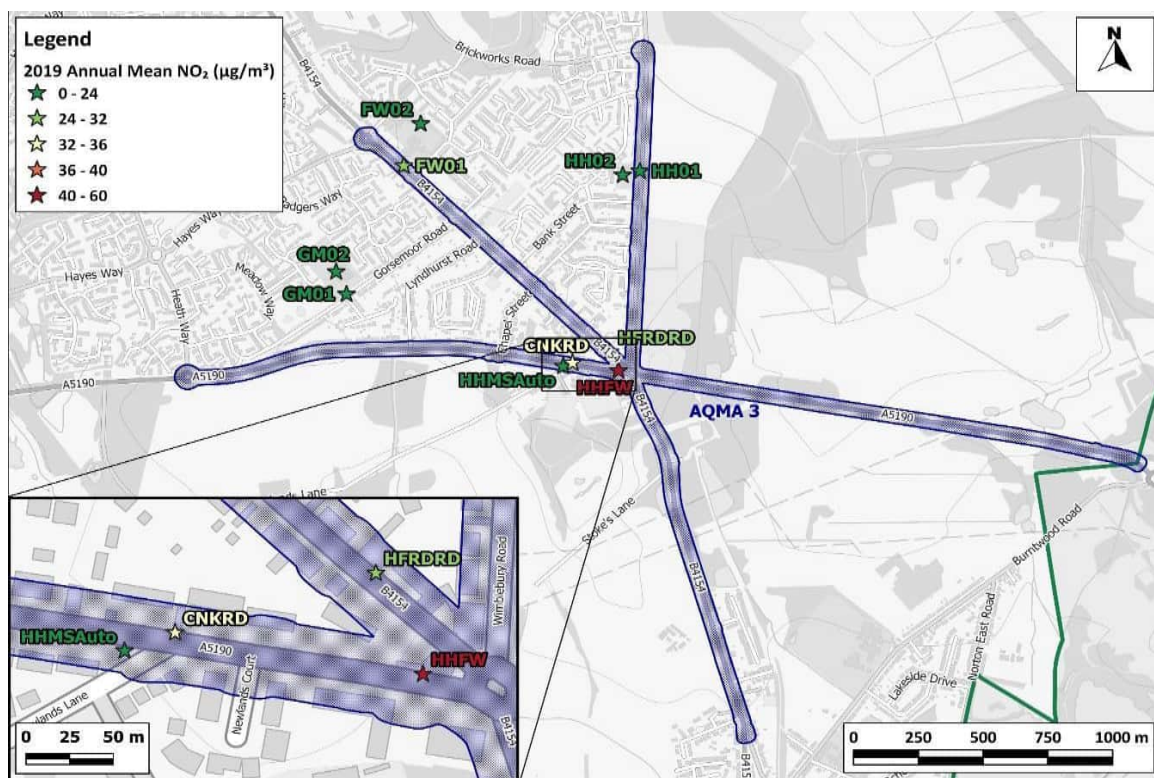 Legend
2019 Annual Mean NO₂ (µg/m³)
0 - 24
24 - 32
32 - 36
36 - 40
40 - 60
N
Brickworks Road
B4154
FW02
FW01
B4154
HH02
HH01
Hayes Way
Bank Street
Gorsemoor Road
Lyndhurst Road
GM02
GM01
Hayes Way
Meadow Way
Heath Way
Chapel Street
HFRDRD
CNKRD
B4154
HHMSAuto
HHFW
A5190
A5190
B4154
AQMA 3
A5190
Stoke's Lane
Burntwood Road
B4154
Norton East Road
Lakeside Drive
HFRDRD
B4154
Wimblebury Road
CNKRD
HHMSAuto
A5190
HHFW
Newlands Court
B4154
0 25 50 m
0 250 500 750 1000 m